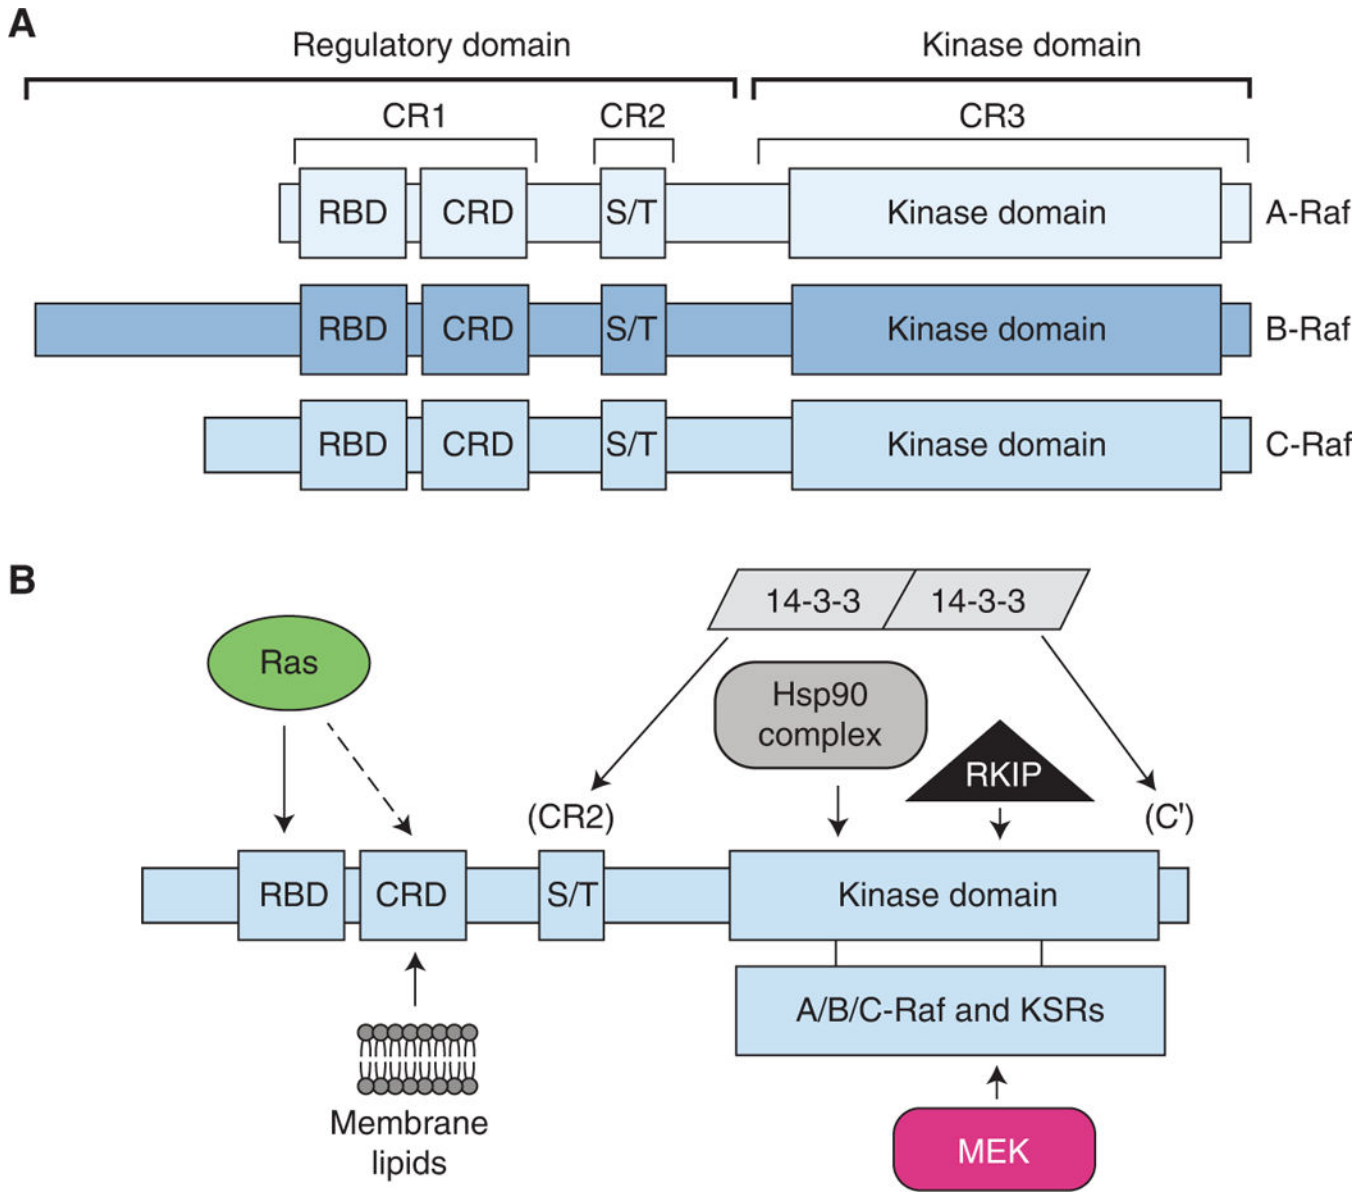 A
Regulatory domain Kinase domain
CR1 CR2 CR3
RBD CRD S/T Kinase domain A-Raf
RBD CRD S/T Kinase domain B-Raf
RBD CRD S/T Kinase domain C-Raf
B
14-3-3 14-3-3
Ras
Hsp90
complex
RKIP
(CR2) (C')
RBD CRD S/T Kinase domain
A/B/C-Raf and KSRs
Membrane
lipids
MEK